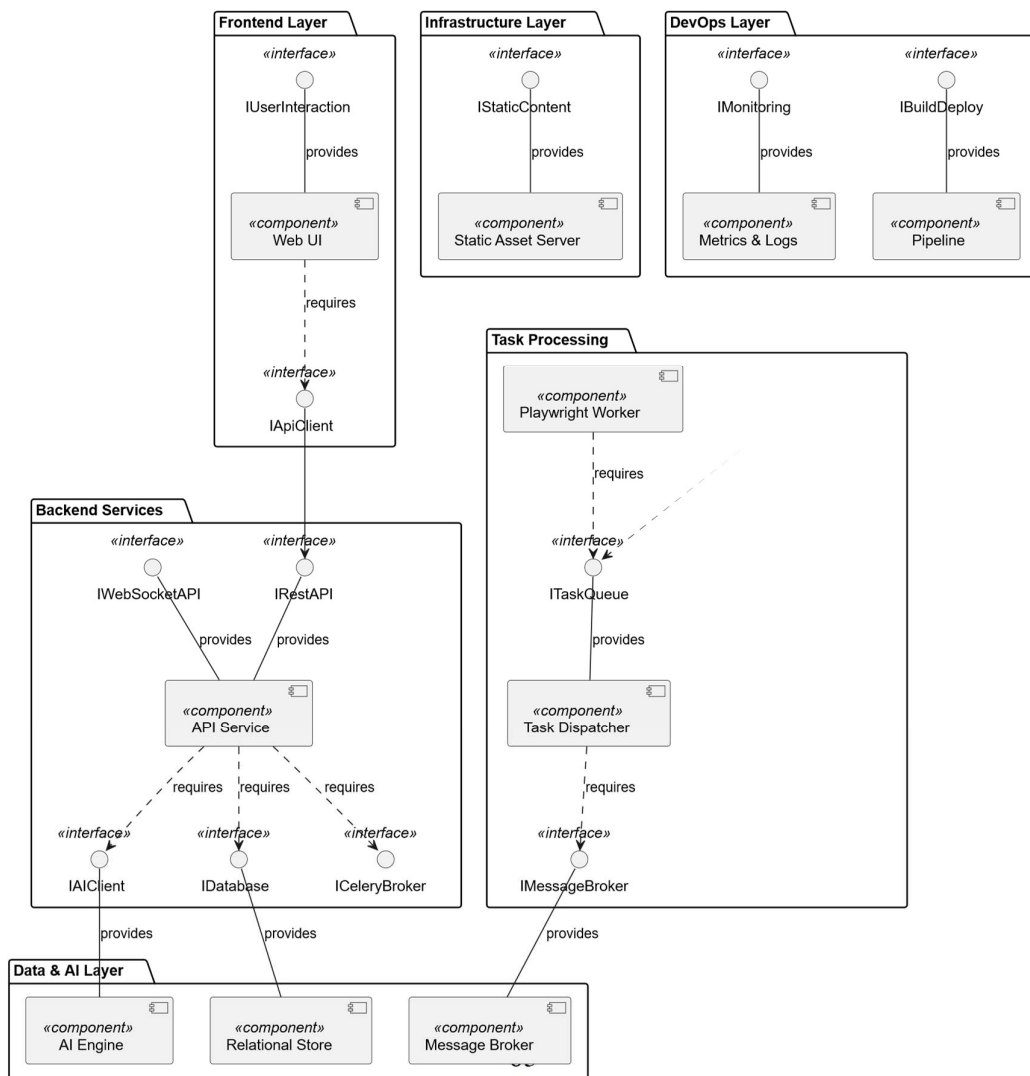 Frontend Layer
«interface»
IUserInteraction
provides
«component»
Web UI
requires
«interface»
IApiClient
Infrastructure Layer
«interface»
IStaticContent
provides
«component»
Static Asset Server
DevOps Layer
«interface»
IMonitoring
provides
«component»
Metrics & Logs
«interface»
IBuildDeploy
provides
«component»
Pipeline
Task Processing
«component»
Playwright Worker
requires
«interface»
ITaskQueue
provides
«component»
Task Dispatcher
requires
«interface»
IMessageBroker
provides
Backend Services
«interface»
IWebSocketAPI
provides
«interface»
IRestAPI
provides
«component»
API Service
requires
requires
requires
«interface»
IAIClient
provides
«interface»
IDatabase
provides
«interface»
ICeleryBroker
Data & AI Layer
«component»
AI Engine
«component»
Relational Store
«component»
Message Broker